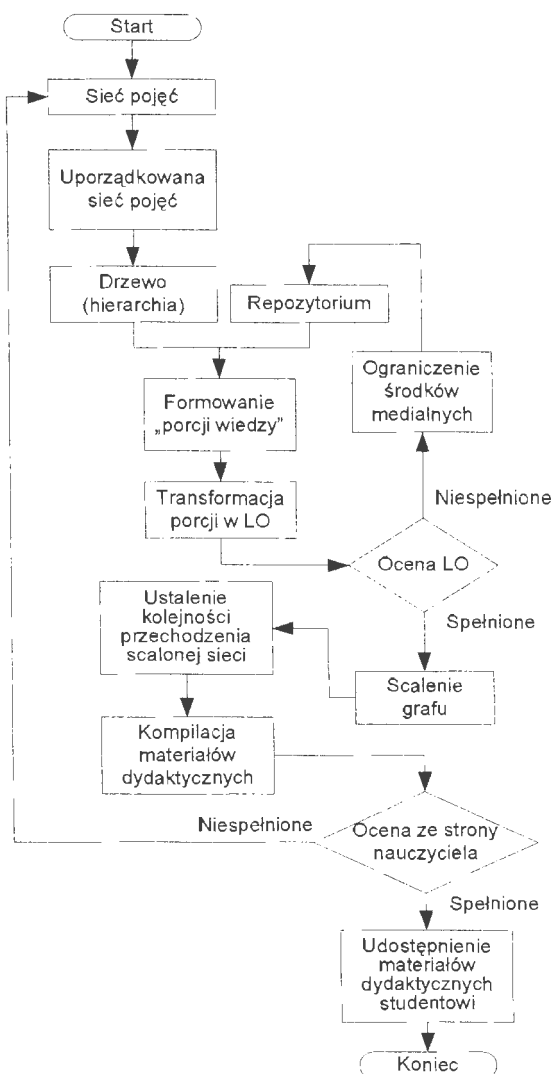 Start
Sieć pojęć
Uporządkowana
sieć pojęć
Drzewo
(hierarchia)
Repozytorium
Ograniczenie
środków
medialnych
Formowanie
„porcji wiedzy”
Transformacja
porcji w LO
Niespełnione
Ocena LO
Spełnione
Ustalenie
kolejności
przechodzenia
scalonej sieci
Scalenie
grafu
Kompilacja
materiałów
dydaktycznych
Niespełnione
Ocena ze strony
nauczyciela
Spełnione
Udostępnienie
materiałów
dydaktycznych
studentowi
Koniec